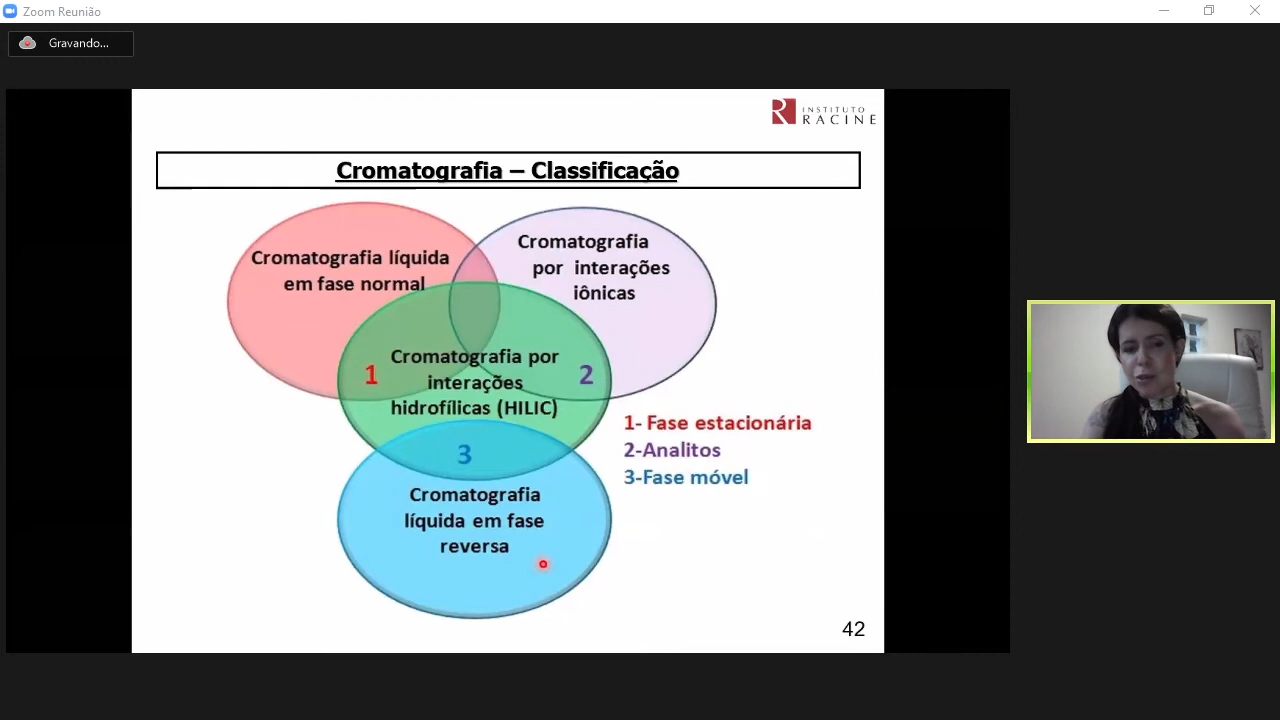 Zoom Reunião
Gravando...
INSTITUTO
RACINE
Cromatografia – Classificação
Cromatografia líquida
em fase normal
Cromatografia
por interações
iônicas
Cromatografia por
interações
hidrofílicas (HILIC)
1
2
3
1- Fase estacionária
2-Analitos
3-Fase móvel
Cromatografia
líquida em fase
reversa
42